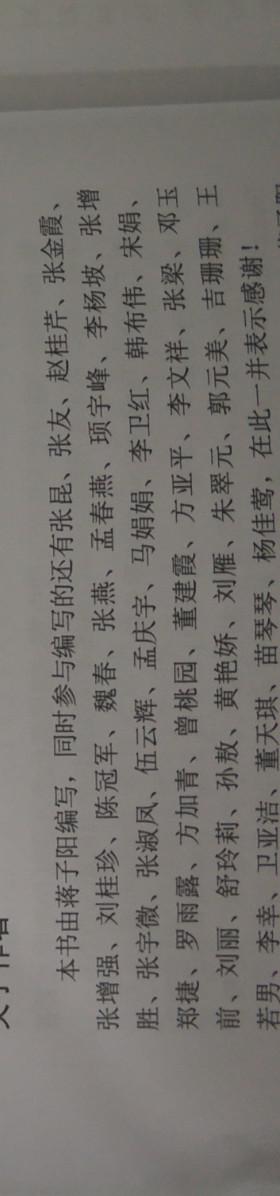 关于作者
本书由蒋子阳编写，同时参与编写的还有张昆、张友、赵桂芹、张金霞、
张增强、刘桂珍、陈冠军、魏春、张燕、孟春燕、顼宇峰、李杨坡、张增
胜、张宇微、张淑凤、伍云辉、孟庆宇、马娟娟、李卫红、韩布伟、宋娟、
郑捷、罗雨露、方加青、曾桃园、董建霞、方亚平、李文祥、张梁、邓玉
前、刘丽、舒玲莉、孙敖、黄艳娇、刘雁、朱翠元、郭元美、吉珊珊、王
若男、李幸、卫亚洁、董天琪、苗琴琴、杨佳莺，在此一并表示感谢！